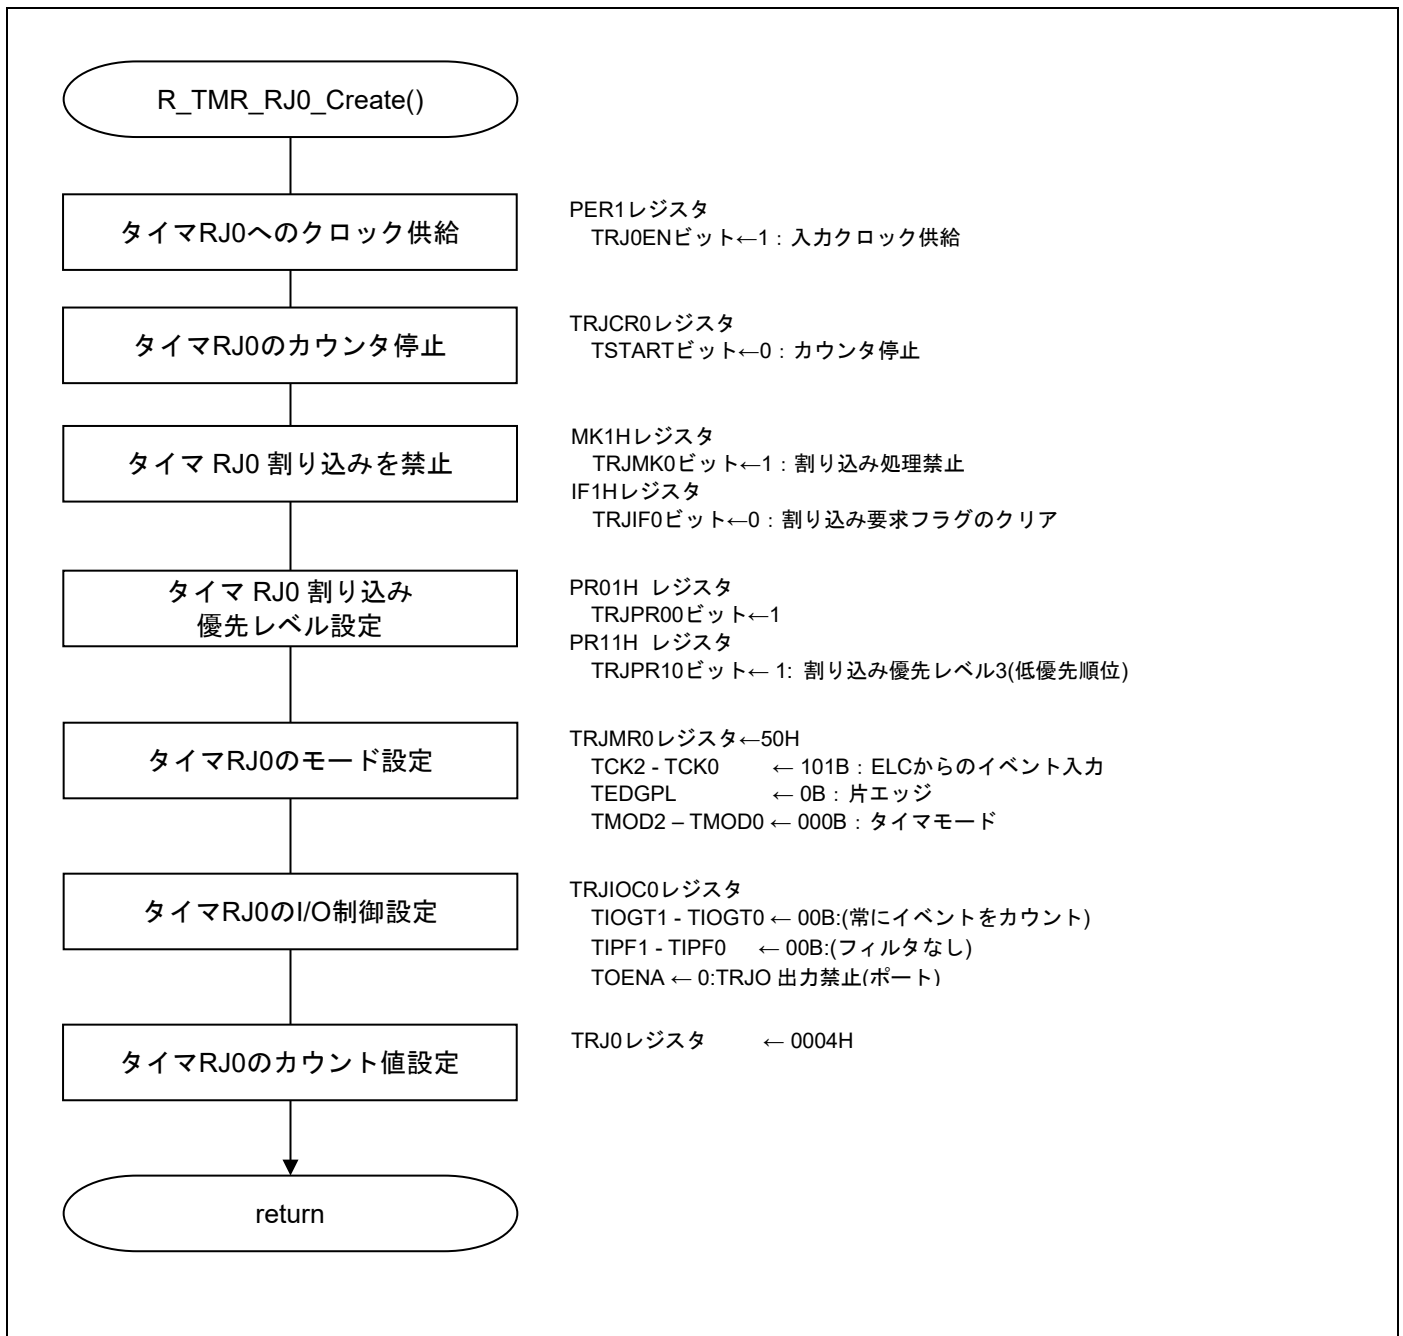 R_TMR_RJ0_Create()
タイマRJ0へのクロック供給
PER1レジスタ
TRJ0ENビット←1：入力クロック供給
タイマRJ0のカウンタ停止
TRJCR0レジスタ
TSTARTビット←0：カウンタ停止
タイマ RJ0 割り込みを禁止
MK1Hレジスタ
TRJMK0ビット←1：割り込み処理禁止
IF1Hレジスタ
TRJIF0ビット←0：割り込み要求フラグのクリア
タイマ RJ0 割り込み
優先レベル設定
PR01H レジスタ
TRJPR00ビット←1
PR11H レジスタ
TRJPR10ビット← 1: 割り込み優先レベル3(低優先順位)
タイマRJ0のモード設定
TRJMR0レジスタ←50H
TCK2 - TCK0 ← 101B：ELCからのイベント入力
TEDGPL ← 0B：片エッジ
TMOD2 – TMOD0 ← 000B：タイマモード
タイマRJ0のI/O制御設定
TRJIOC0レジスタ
TIOGT1 - TIOGT0 ← 00B:(常にイベントをカウント)
TIPF1 - TIPF0 ← 00B:(フィルタなし)
TOENA ← 0:TRJO 出力禁止(ポート)
タイマRJ0のカウント値設定
TRJ0レジスタ ← 0004H
return